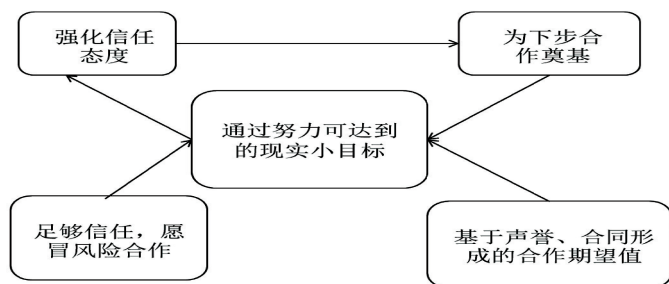 强化信任
态度
为下步合
作奠基
通过努力可达到
的现实小目标
足够信任，愿
冒风险合作
基于声誉、合同形
成的合作期望值